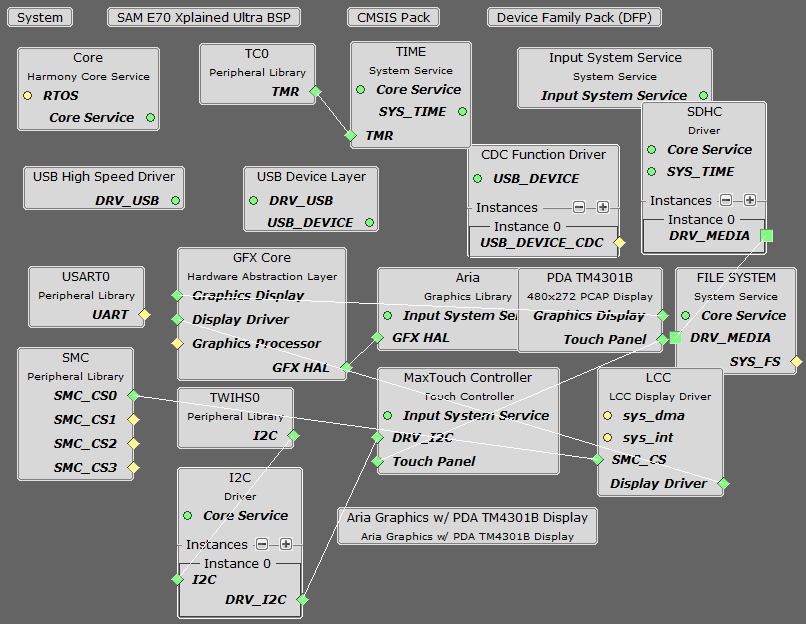 System
SAM E70 Xplained Ultra BSP
CMSIS Pack
Device Family Pack (DFP)
Core
Harmony Core Service
RTOS
Core Service
TC0
Peripheral Library
TMR
TIME
System Service
Core Service
SYS_TIME
TMR
Input System Service
System Service
Input System Service
SDHC
Driver
Core Service
SYS_TIME
Instances
Instance 0
DRV_MEDIA
USB High Speed Driver
DRV_USB
USB Device Layer
DRV_USB
USB_DEVICE
CDC Function Driver
USB_DEVICE
Instances
Instance 0
USB_DEVICE_CDC
USART0
Peripheral Library
UART
GFX Core
Hardware Abstraction Layer
Graphics Display
Display Driver
Graphics Processor
GFX HAL
Aria
Graphics Library
Input System Se
GFX HAL
PDA TM4301B
480x272 PCAP Display
Graphics Display
Touch Panel
FILE SYSTEM
System Service
Core Service
DRV_MEDIA
SYS_FS
SMC
Peripheral Library
SMC_CS0
SMC_CS1
SMC_CS2
SMC_CS3
TWIHS0
Peripheral Library
I2C
MaxTouch Controller
Touch Controller
Input System Service
DRV_I2C
Touch Panel
LCC
LCC Display Driver
sys_dma
sys_int
SMC_CS
Display Driver
I2C
Driver
Core Service
Instances
Instance 0
I2C
DRV_I2C
Aria Graphics w/ PDA TM4301B Display
Aria Graphics w/ PDA TM4301B Display